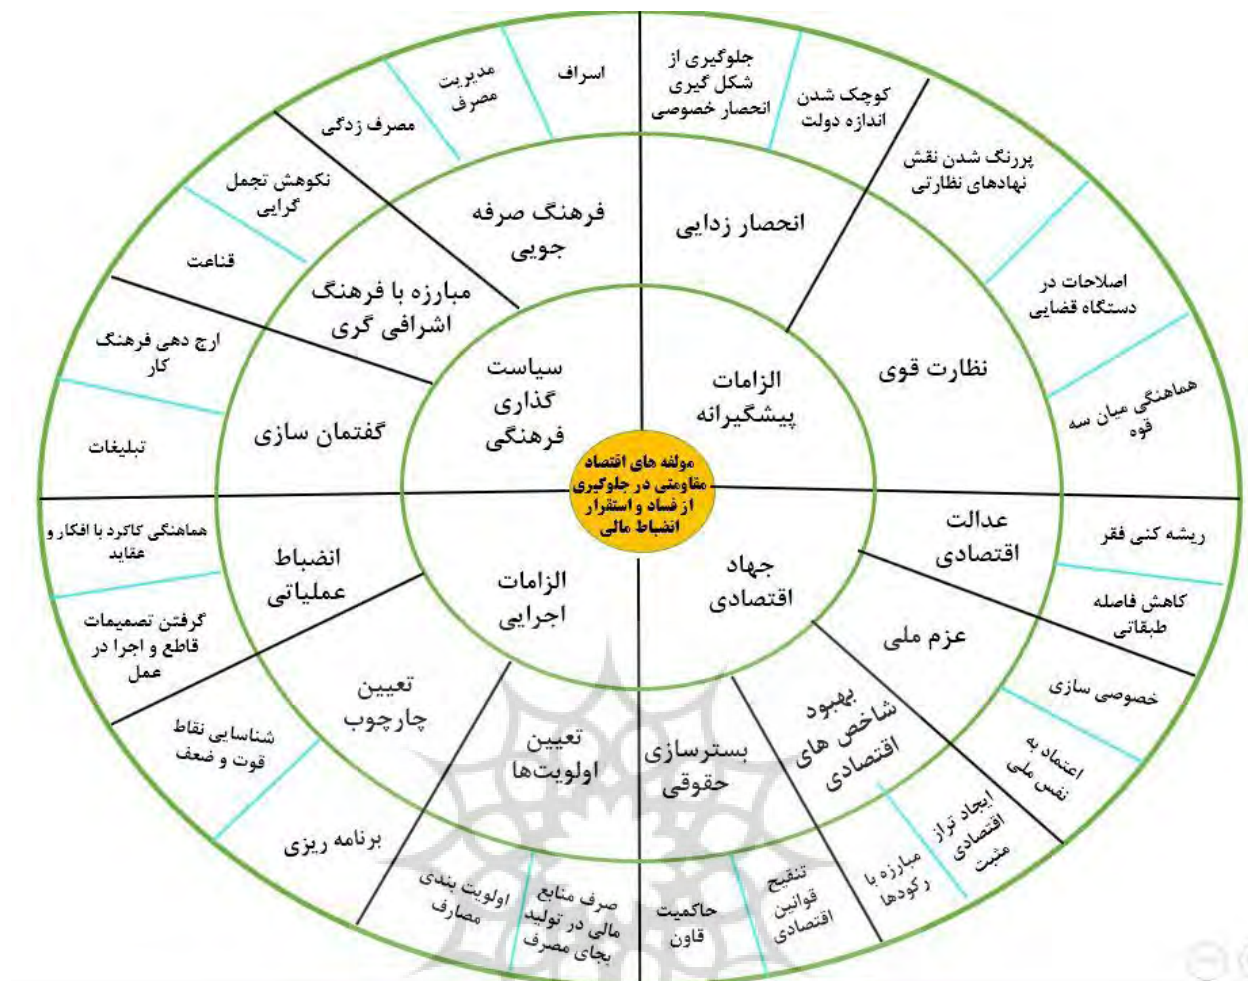 مولفه های اقتصاد
مقاومتی در جلوگیری
از فساد و استقرار
انضباط مالی
الزامات
پیشگیرانه
انحصار زدایی
جلوگیری از
شکل گیری
انحصار خصوصی
کوچک شدن
اندازه دولت
نظارت قوی
پررنگ شدن نقش
نهادهای نظارتی
اصلاحات در
دستگاه قضایی
هماهنگی میان سه
قوه
جهاد
اقتصادی
عدالت
اقتصادی
ریشه کنی فقر
کاهش فاصله
طبقاتی
عزم ملی
خصوصی سازی
اعتماد به
نفس ملی
بهبود
شاخص های
اقتصادی
ایجاد تراز
اقتصادی
مثبت
مبارزه با
رکودها
بسترسازی
حقوقی
تنقیح
قوانین
اقتصادی
حاکمیت
قاون
الزامات
اجرایی
تعیین
اولویت‌ها
صرف منابع
مالی در تولید
بجای مصرف
اولویت بندی
مصارف
تعیین
چارچوب
برنامه ریزی
شناسایی نقاط
قوت و ضعف
انضباط
عملیاتی
گرفتن تصمیمات
قاطع و اجرا در
عمل
هماهنگی کاکرد با افکار و
عقاید
سیاست
گذاری
فرهنگی
گفتمان سازی
تبلیغات
ارج دهی فرهنگ
کار
مبارزه با فرهنگ
اشرافی گری
قناعت
نکوهش تجمل
گرایی
فرهنگ صرفه
جویی
مصرف زدگی
مدیریت
مصرف
اسراف